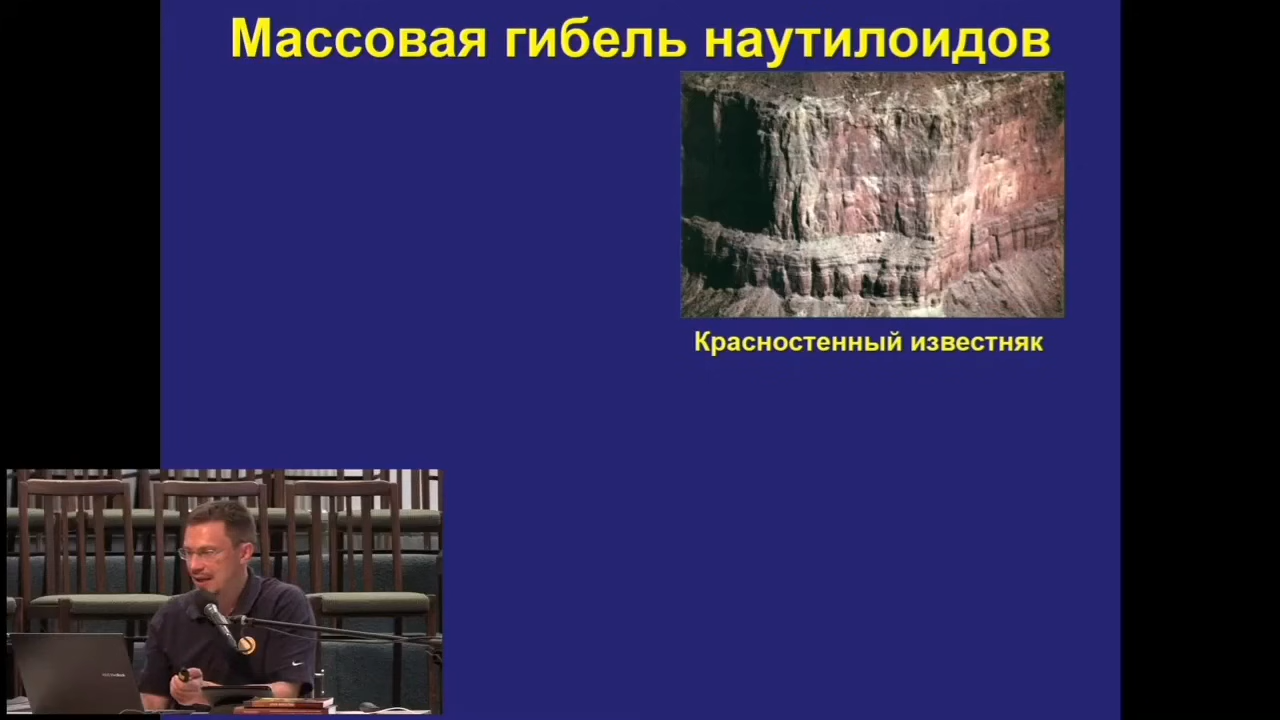 Массовая гибель наутилоидов
Красностенный известняк